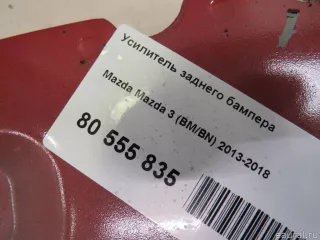 Усилитель заднего бампера
Mazda Mazda 3 (BM/BN) 2013-2018
80 555 835